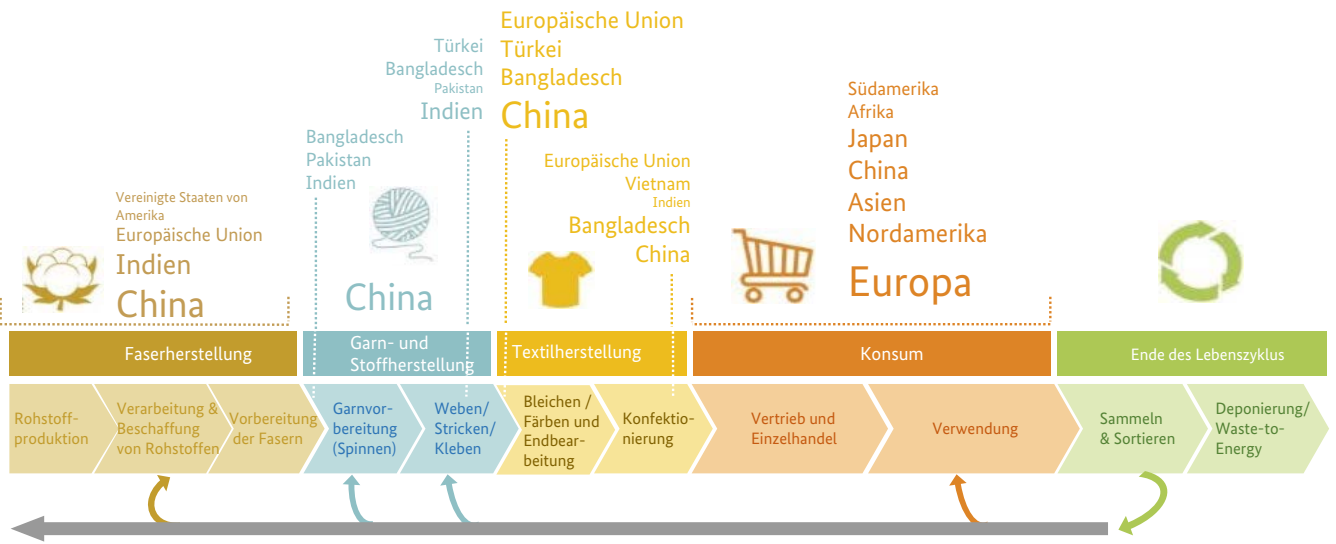 Vereinigte Staaten von
Amerika
Europäische Union
Indien
China
Bangladesch
Pakistan
Indien
China
Türkei
Bangladesch
Pakistan
Indien
Europäische Union
Türkei
Bangladesch
China
Europäische Union
Vietnam
Indien
Bangladesch
China
Südamerika
Afrika
Japan
China
Asien
Nordamerika
Europa
Faserherstellung
Garn- und
Stoffherstellung
Textilherstellung
Konsum
Ende des Lebenszyklus
Rohstoff-
produktion
Verarbeitung &
Beschaffung
von Rohstoffen
Vorbereitung
der Fasern
Garnvor-
bereitung
(Spinnen)
Weben/
Stricken/
Kleben
Bleichen /
Färben und
Endbear-
beitung
Konfektio-
nierung
Vertrieb und
Einzelhandel
Verwendung
Sammeln
& Sortieren
Deponierung/
Waste-to-
Energy